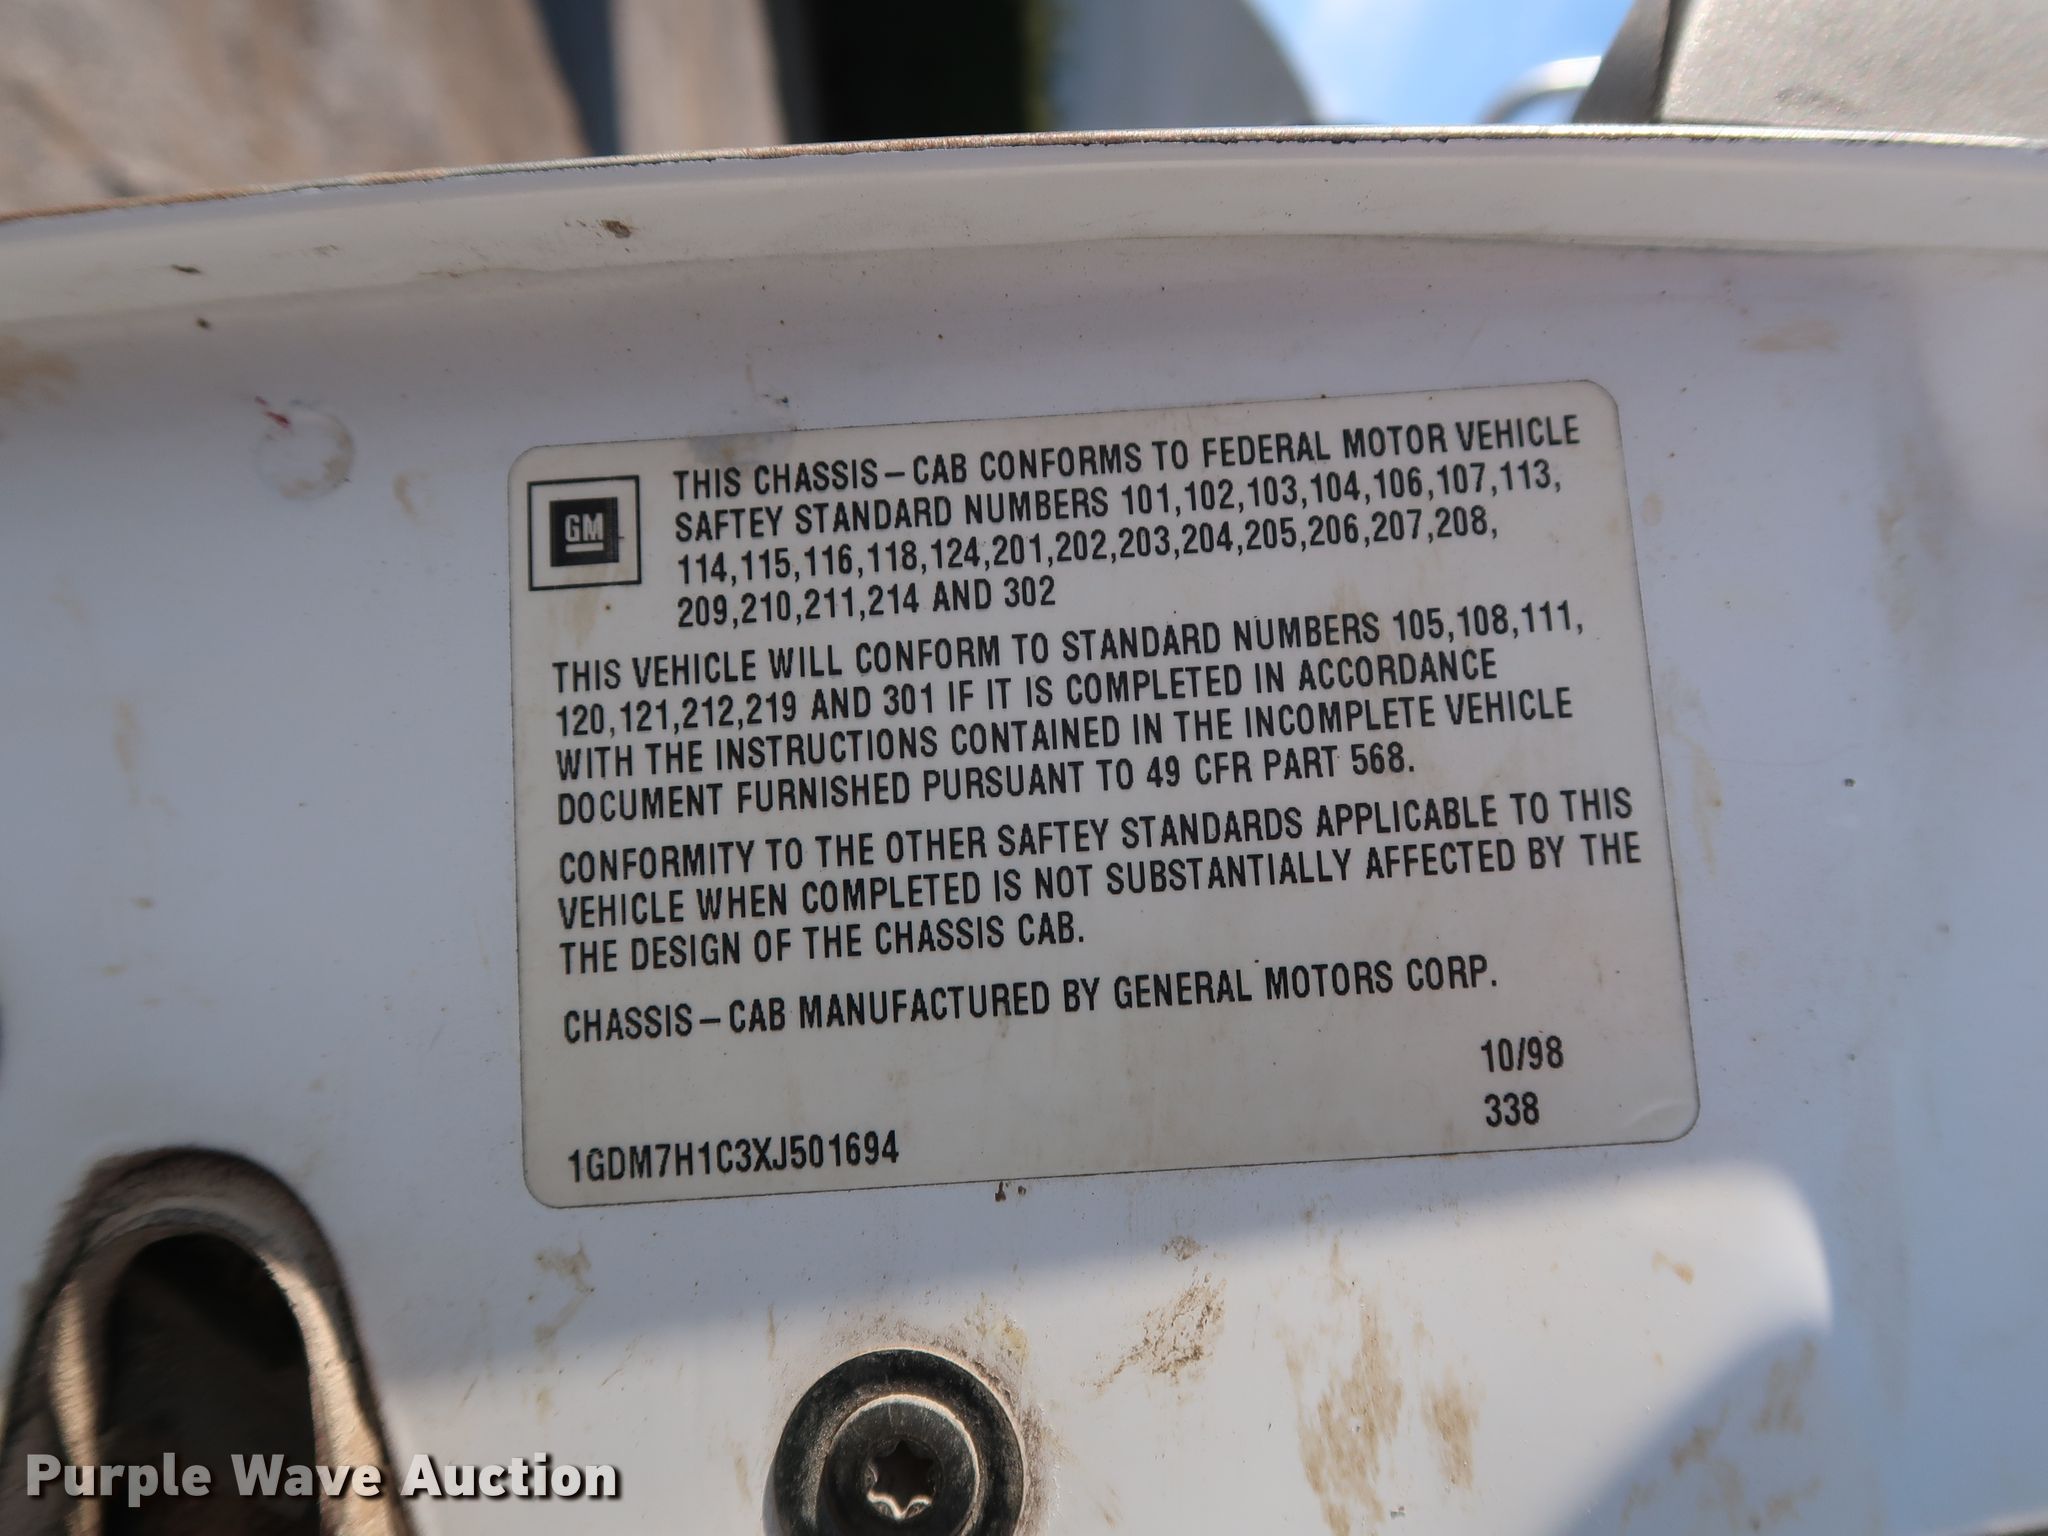 GM
THIS CHASSIS–CAB CONFORMS TO FEDERAL MOTOR VEHICLE
SAFTEY STANDARD NUMBERS 101,102,103,104,106,107,113,
114,115,116,118,124,201,202,203,204,205,206,207,208,
209,210,211,214 AND 302
THIS VEHICLE WILL CONFORM TO STANDARD NUMBERS 105,108,111,
120,121,212,219 AND 301 IF IT IS COMPLETED IN ACCORDANCE
WITH THE INSTRUCTIONS CONTAINED IN THE INCOMPLETE VEHICLE
DOCUMENT FURNISHED PURSUANT TO 49 CFR PART 568.
CONFORMITY TO THE OTHER SAFTEY STANDARDS APPLICABLE TO THIS
VEHICLE WHEN COMPLETED IS NOT SUBSTANTIALLY AFFECTED BY THE
THE DESIGN OF THE CHASSIS CAB.
CHASSIS–CAB MANUFACTURED BY GENERAL MOTORS CORP.
10/98
338
1GDM7H1C3XJ501694
Purple Wave Auction